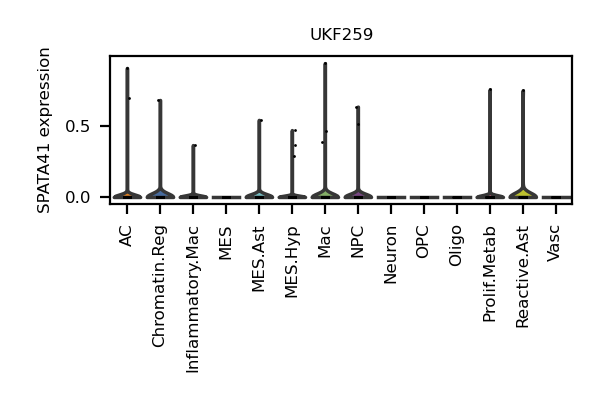 UKF259
SPATA41 expression
0.5
0.0
AC
Chromatin.Reg
Inflammatory.Mac
MES
MES.Ast
MES.Hyp
Mac
NPC
Neuron
OPC
Oligo
Prolif.Metab
Reactive.Ast
Vasc